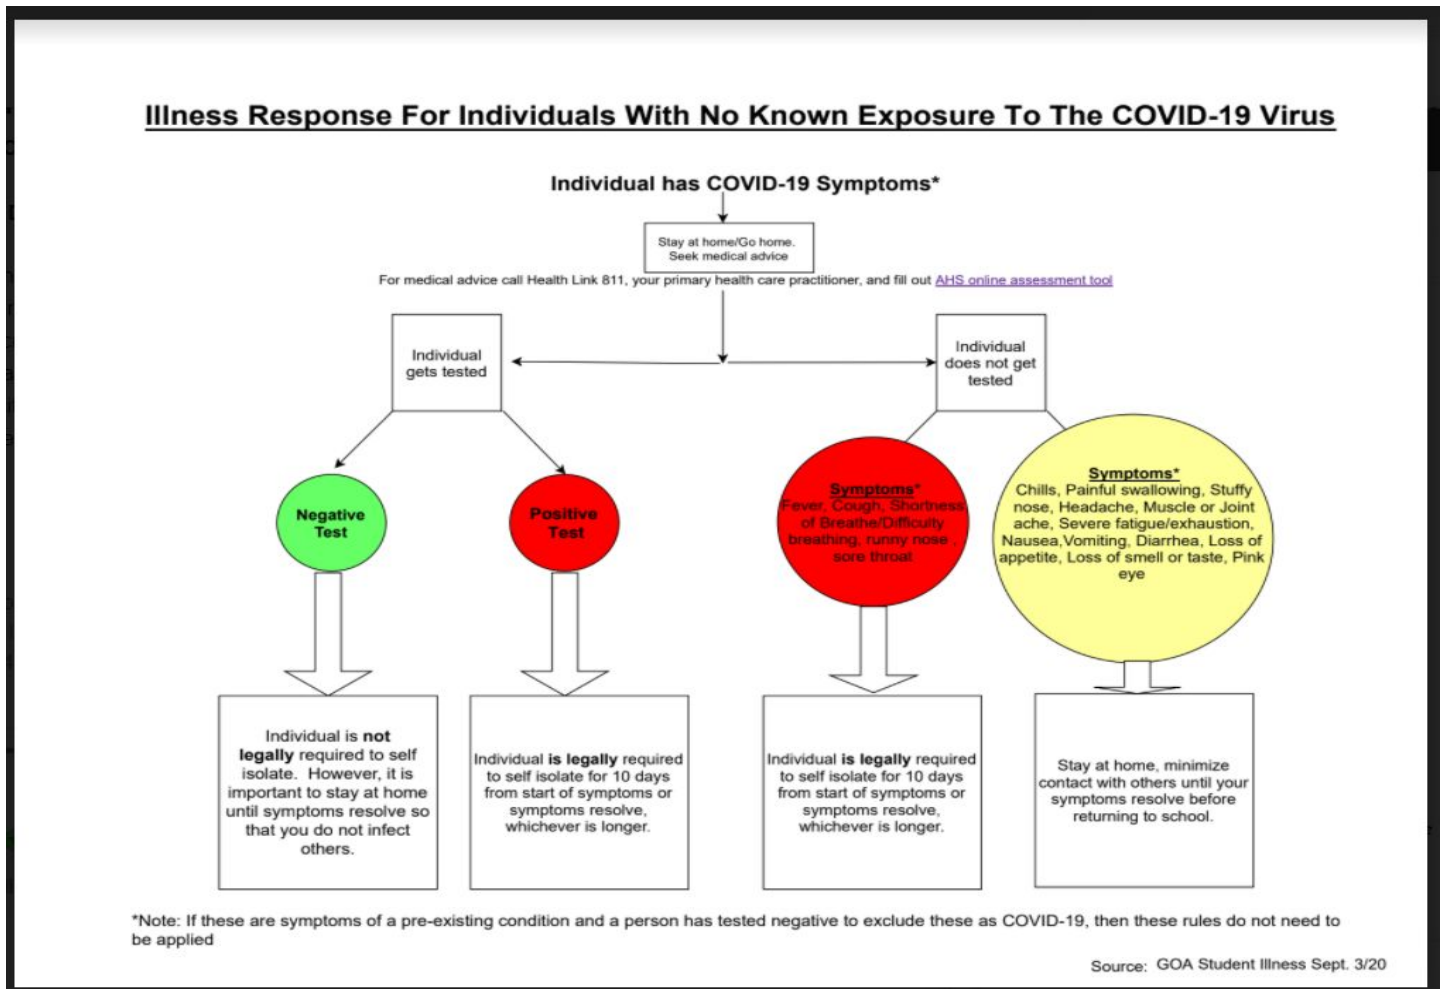 Illness Response For Individuals With No Known Exposure To The COVID-19 Virus
Individual has COVID-19 Symptoms*
Stay at home/Go home.
Seek medical advice
For medical advice call Health Link 811, your primary health care practitioner, and fill out AHS online assessment tool
Individual
gets tested
Individual
does not get
tested
Negative
Test
Positive
Test
Symptoms*
Fever, Cough, Shortness
of Breathe/Difficulty
breathing, runny nose ,
sore throat
Symptoms*
Chills, Painful swallowing, Stuffy
nose, Headache, Muscle or Joint
ache, Severe fatigue/exhaustion,
Nausea,Vomiting, Diarrhea, Loss of
appetite, Loss of smell or taste, Pink
eye
Individual is not
legally required to self
isolate. However, it is
important to stay at home
until symptoms resolve so
that you do not infect
others.
Individual is legally required
to self isolate for 10 days
from start of symptoms or
symptoms resolve,
whichever is longer.
Individual is legally required
to self isolate for 10 days
from start of symptoms or
symptoms resolve,
whichever is longer.
Stay at home, minimize
contact with others until your
symptoms resolve before
returning to school.
*Note: If these are symptoms of a pre-existing condition and a person has tested negative to exclude these as COVID-19, then these rules do not need to
be applied
Source: GOA Student Illness Sept. 3/20